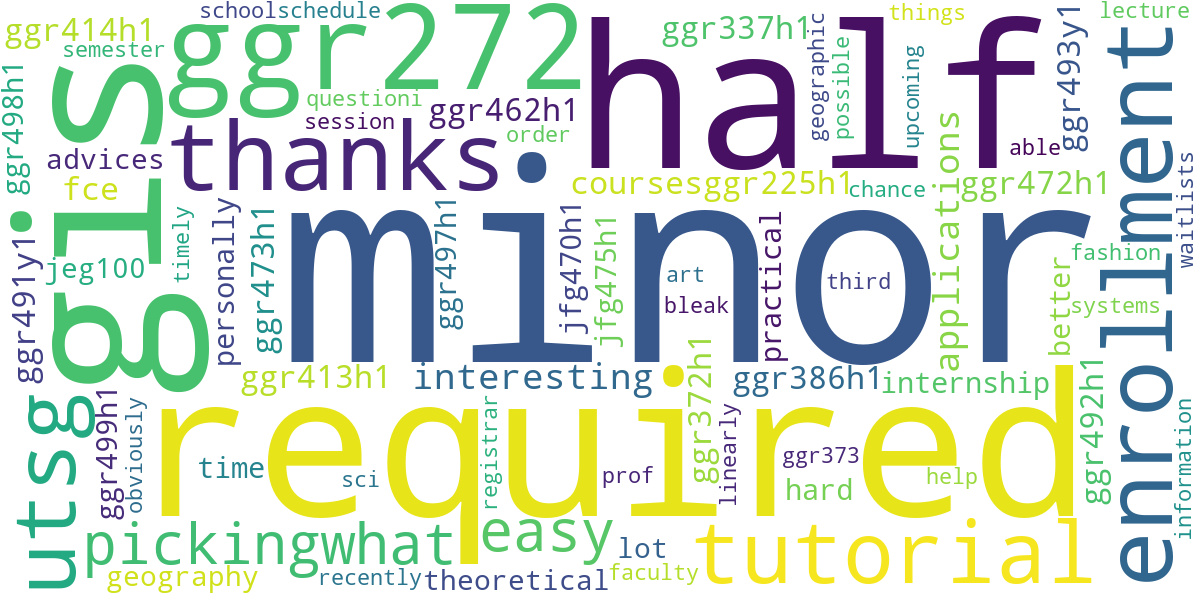 ggr414h1
school
schedule
ggr272
half
ggr337h1
things
lecture
semester
gis
questioni
session
ggr462h1
order
geographic
possible
upcoming
ggr493y1
ggr498h1
advices
thanks
able
enrollment
fce
coursesggr225h1
chance
applications
ggr472h1
waitlists
utsg
timely
personally
ggr473h1
minor
ggr497h1
jfg470h1
jfg475h1
art
bleak
practical
third
fashion
systems
better
jeg100
ggr491y1
ggr413h1
interesting
ggr386h1
internship
ggr372h1
ggr492h1
required
ggr499h1
obviously
time
sci
registrar
prof
linearly
ggr373
hard
help
information
pickingwhat
easy
lot
tutorial
geography
recently
theoretical
faculty